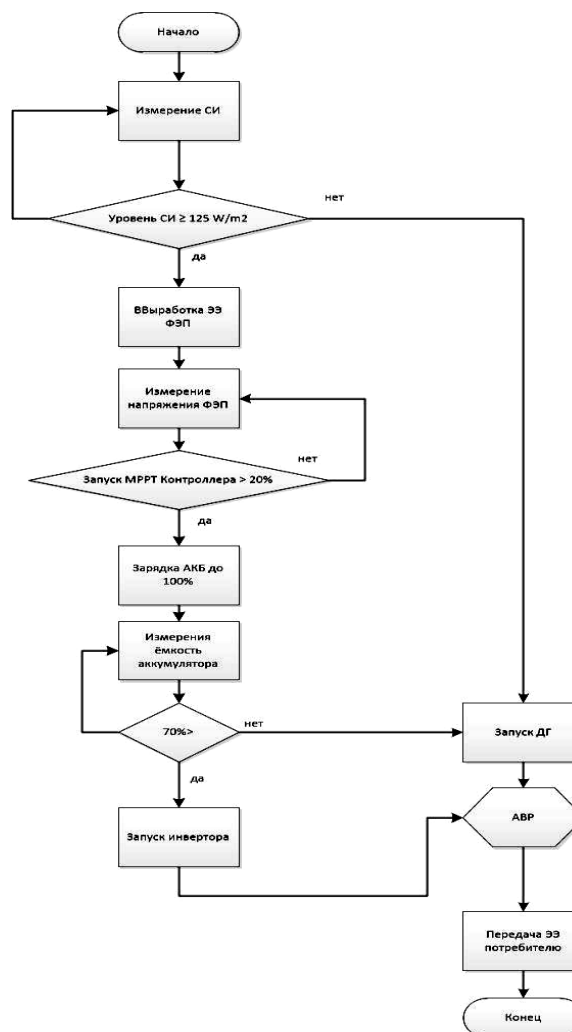 Начало
Измерение СИ
нет
Уровень СИ ≥ 125 W/m2
да
ВВыработка ЭЭ
ФЭП
Измерение
напряжения ФЭП
нет
Запуск МРРТ Контроллера > 20%
да
Зарядка АКБ до
100%
Измерения
ёмкость
аккумулятора
нет
70%>
Запуск ДГ
да
АВР
Запуск инвертора
Передача ЭЭ
потребителю
Конец